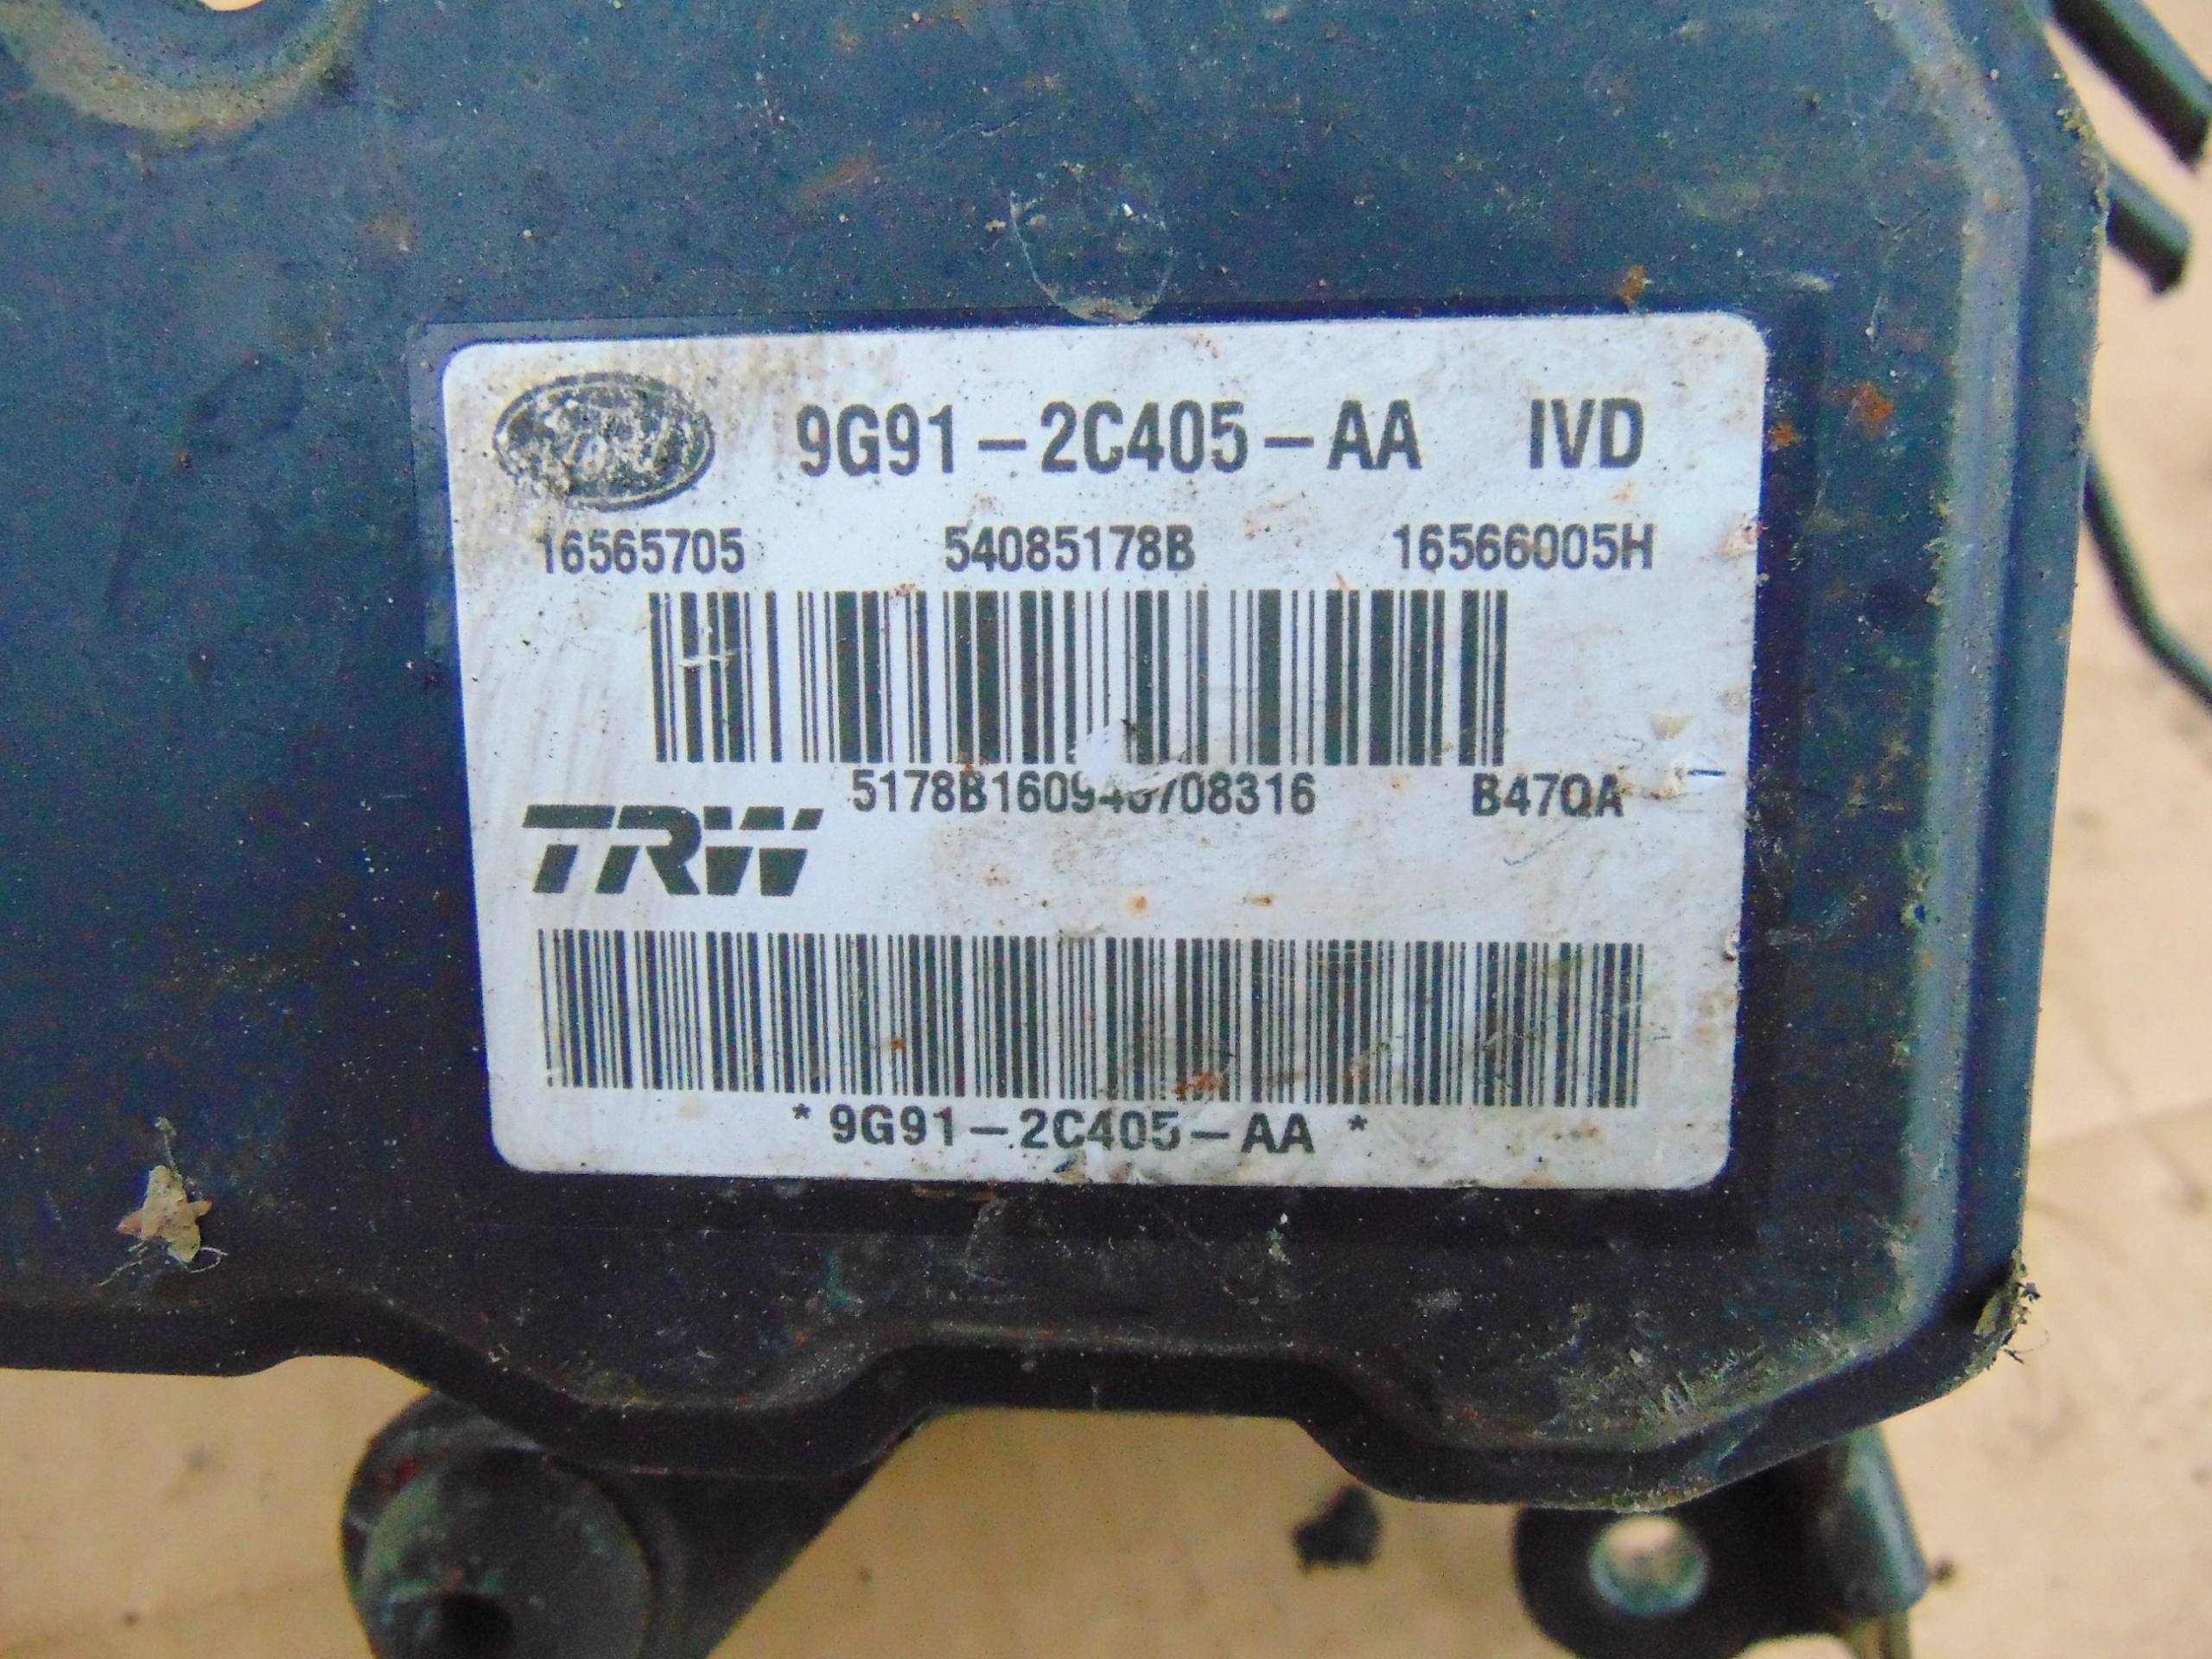 9G91-2C405-AA IVD
16565705 54085178B 16566005H
B47QA
TRW
*9G91-2C405-AA*